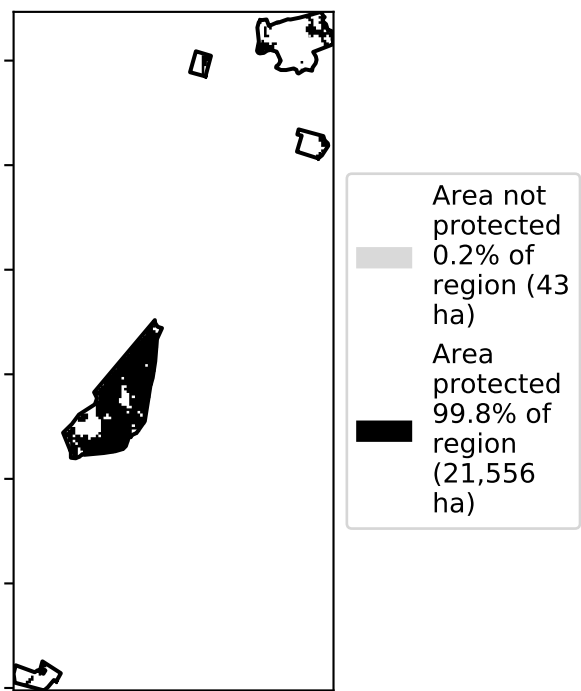 Area not
protected
0.2% of
region (43
ha)
Area
protected
99.8% of
region
(21,556
ha)